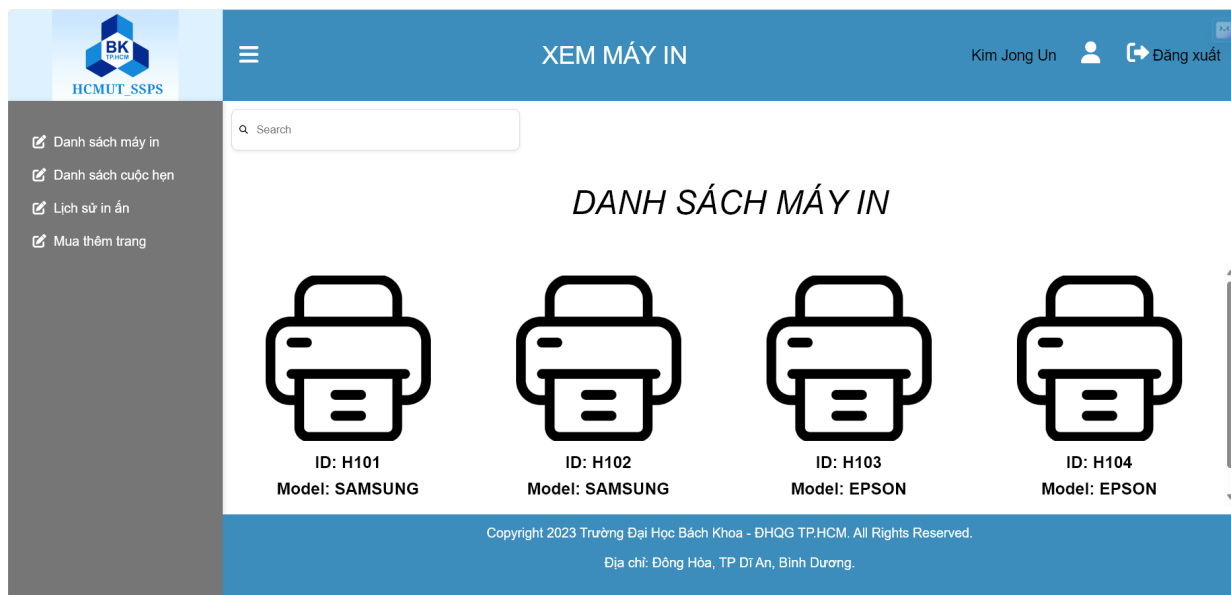 BK
TP.HCM
HCMUT_SSPS
XEM MÁY IN
Kim Jong Un
Đăng xuất
Danh sách máy in
Danh sách cuộc hẹn
Lịch sử in ấn
Mua thêm trang
Search
DANH SÁCH MÁY IN
ID: H101
Model: SAMSUNG
ID: H102
Model: SAMSUNG
ID: H103
Model: EPSON
ID: H104
Model: EPSON
Copyright 2023 Trường Đại Học Bách Khoa - ĐHQG TP.HCM. All Rights Reserved.
Địa chỉ: Đông Hòa, TP Dĩ An, Bình Dương.